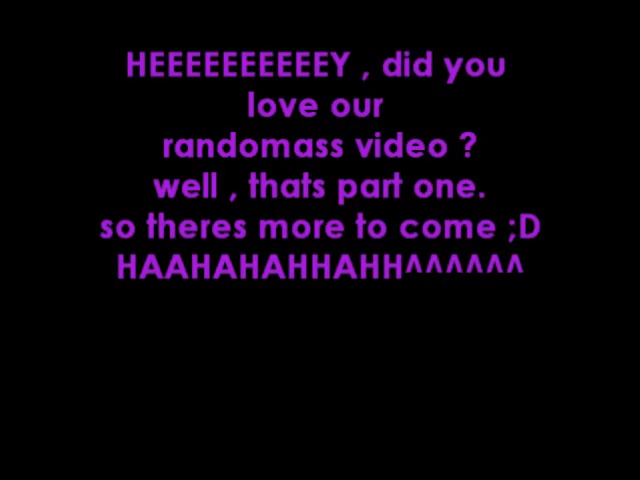 HEEEEEEEEEEY , did you
love our
randomass video ?
well , thats part one.
so theres more to come ;D
HAAHAHAHHAHH^^^^^^